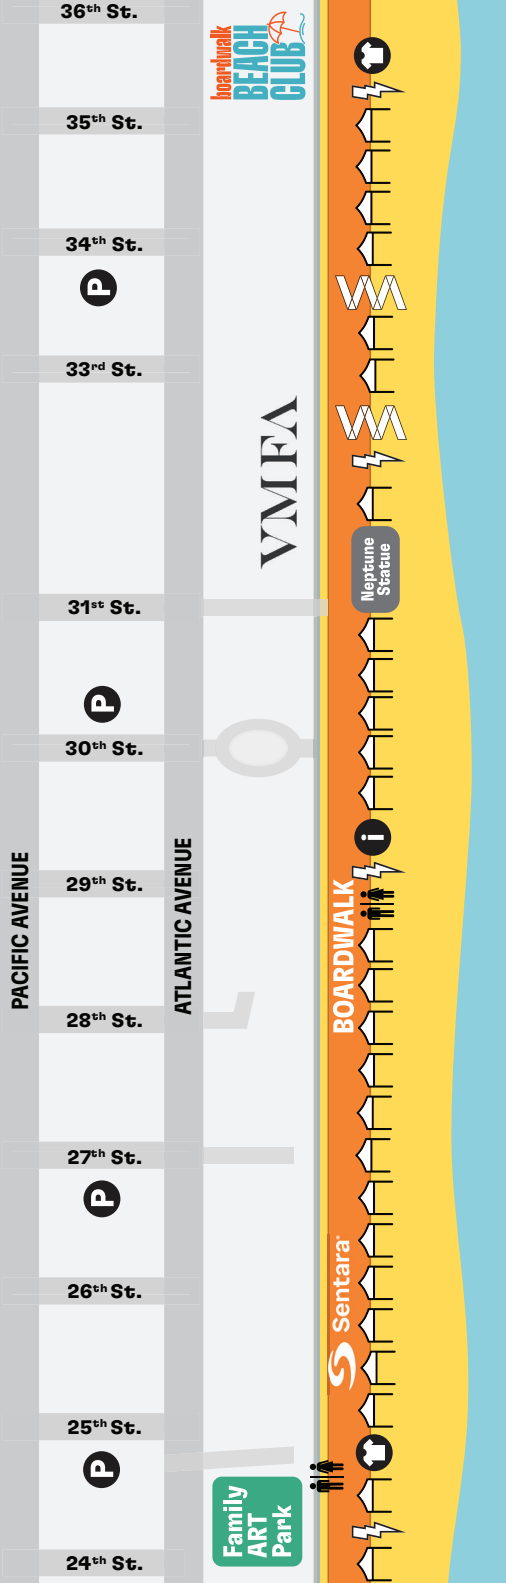 36th St.
boardwalk
BEACH
CLUB
35th St.
34th St.
P
33rd St.
VMFA
Neptune
Statue
31st St.
P
30th St.
i
29th St.
PACIFIC AVENUE
ATLANTIC AVENUE
BOARDWALK
28th St.
27th St.
P
Sentara
26th St.
25th St.
P
Family
ART
Park
24th St.